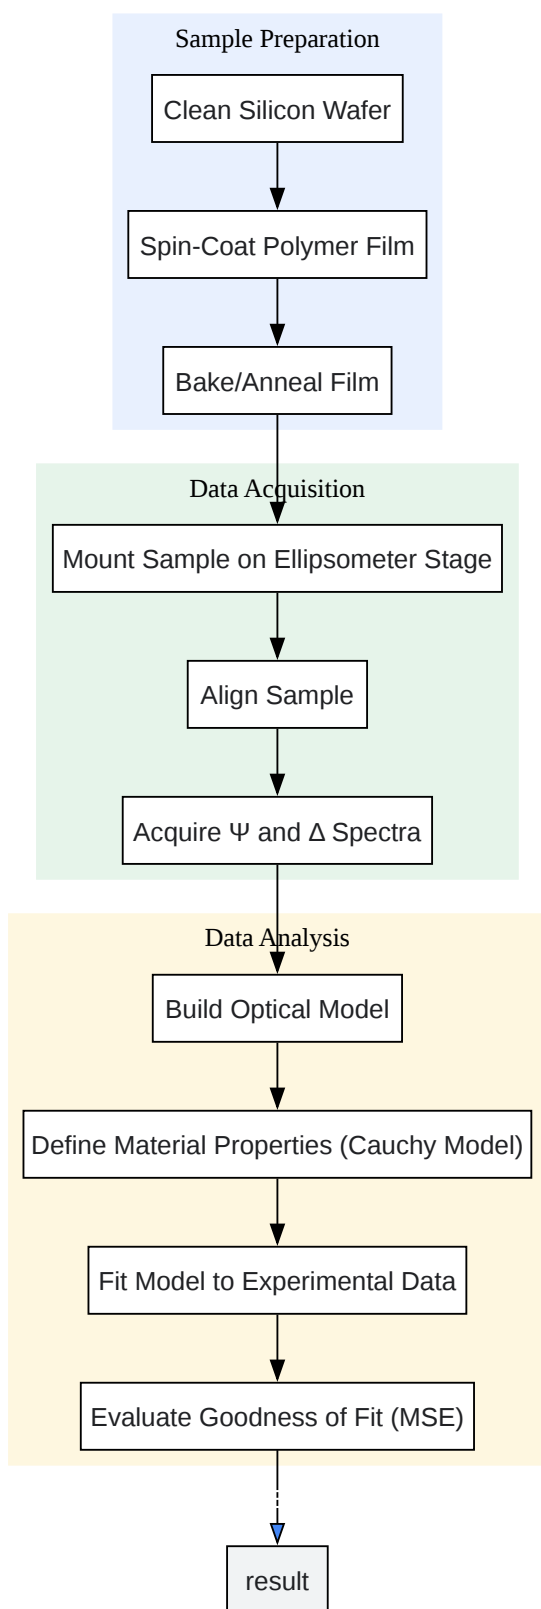 Sample Preparation
Clean Silicon Wafer
Spin-Coat Polymer Film
Bake/Anneal Film
Data Acquisition
Mount Sample on Ellipsometer Stage
Align Sample
Acquire Ψ and Δ Spectra
Data Analysis
Build Optical Model
Define Material Properties (Cauchy Model)
Fit Model to Experimental Data
Evaluate Goodness of Fit (MSE)
result